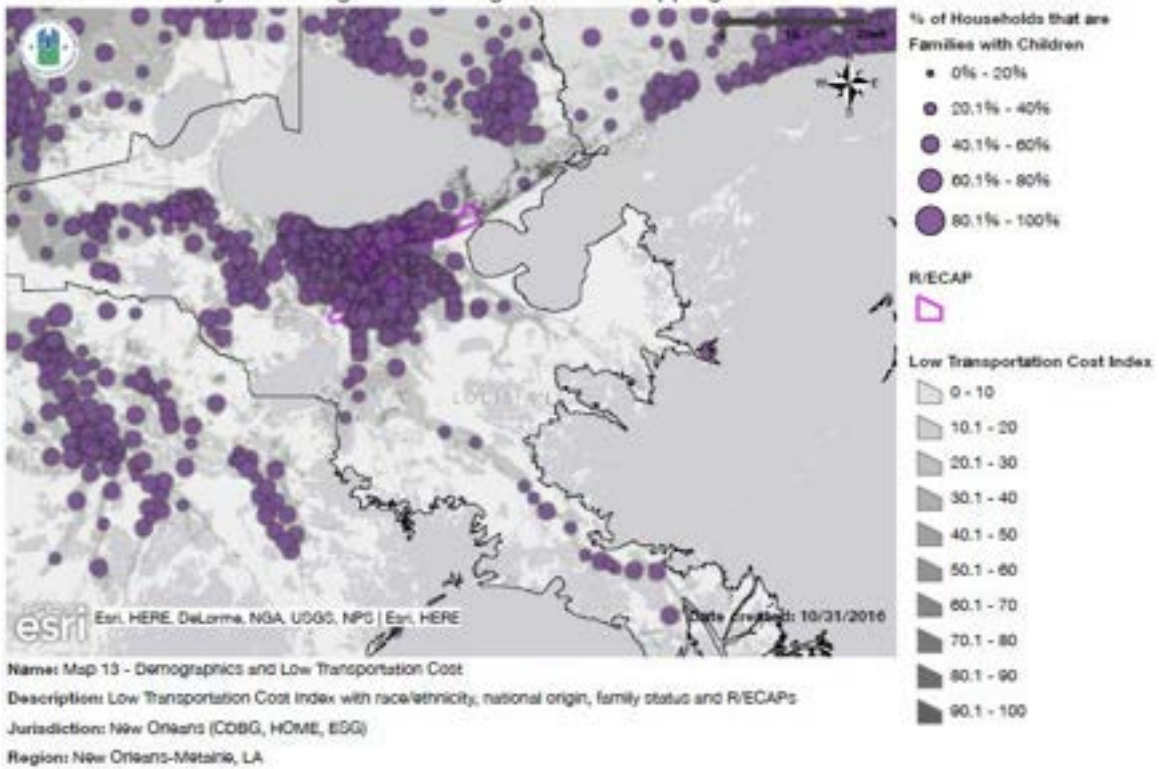 % of Households that are
Families with Children
0% - 20%
20.1% - 40%
40.1% - 60%
60.1% - 80%
80.1% - 100%
R/ECAP
Low Transportation Cost Index
0 - 10
10.1 - 20
20.1 - 30
30.1 - 40
40.1 - 50
50.1 - 60
60.1 - 70
70.1 - 80
80.1 - 90
90.1 - 100
esri
Esri, HERE, DeLorme, NGA, USGS, NPS | Esri, HERE
Date created: 10/31/2016
Name: Map 13 - Demographics and Low Transportation Cost
Description: Low Transportation Cost Index with race/ethnicity, national origin, family status and R/ECAPs
Jurisdiction: New Orleans (CDBG, HOME, ESG)
Region: New Orleans-Metairie, LA